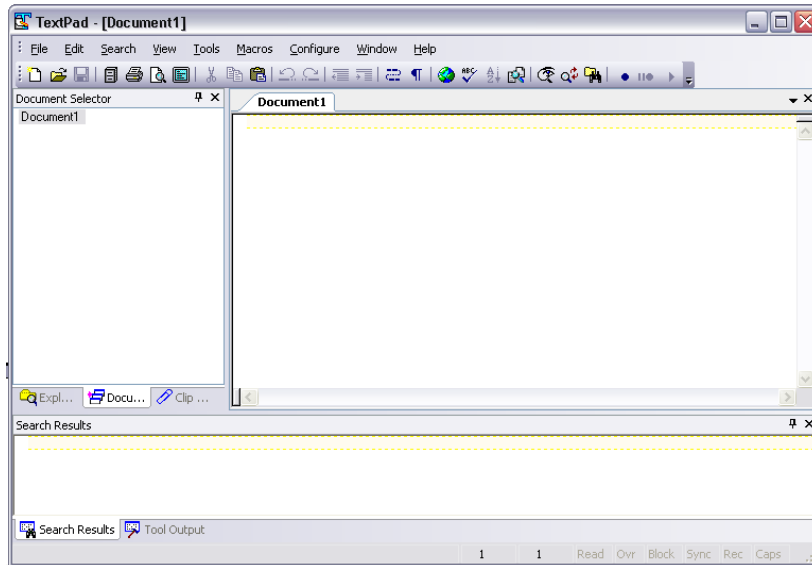 TextPad - [Document1]
File Edit Search View Tools Macros Configure Window Help
Document Selector
Document1
Document1
Expl... Docu... Clip ...
Search Results
Search Results Tool Output
1 1 Read Ovr Block Sync Rec Caps